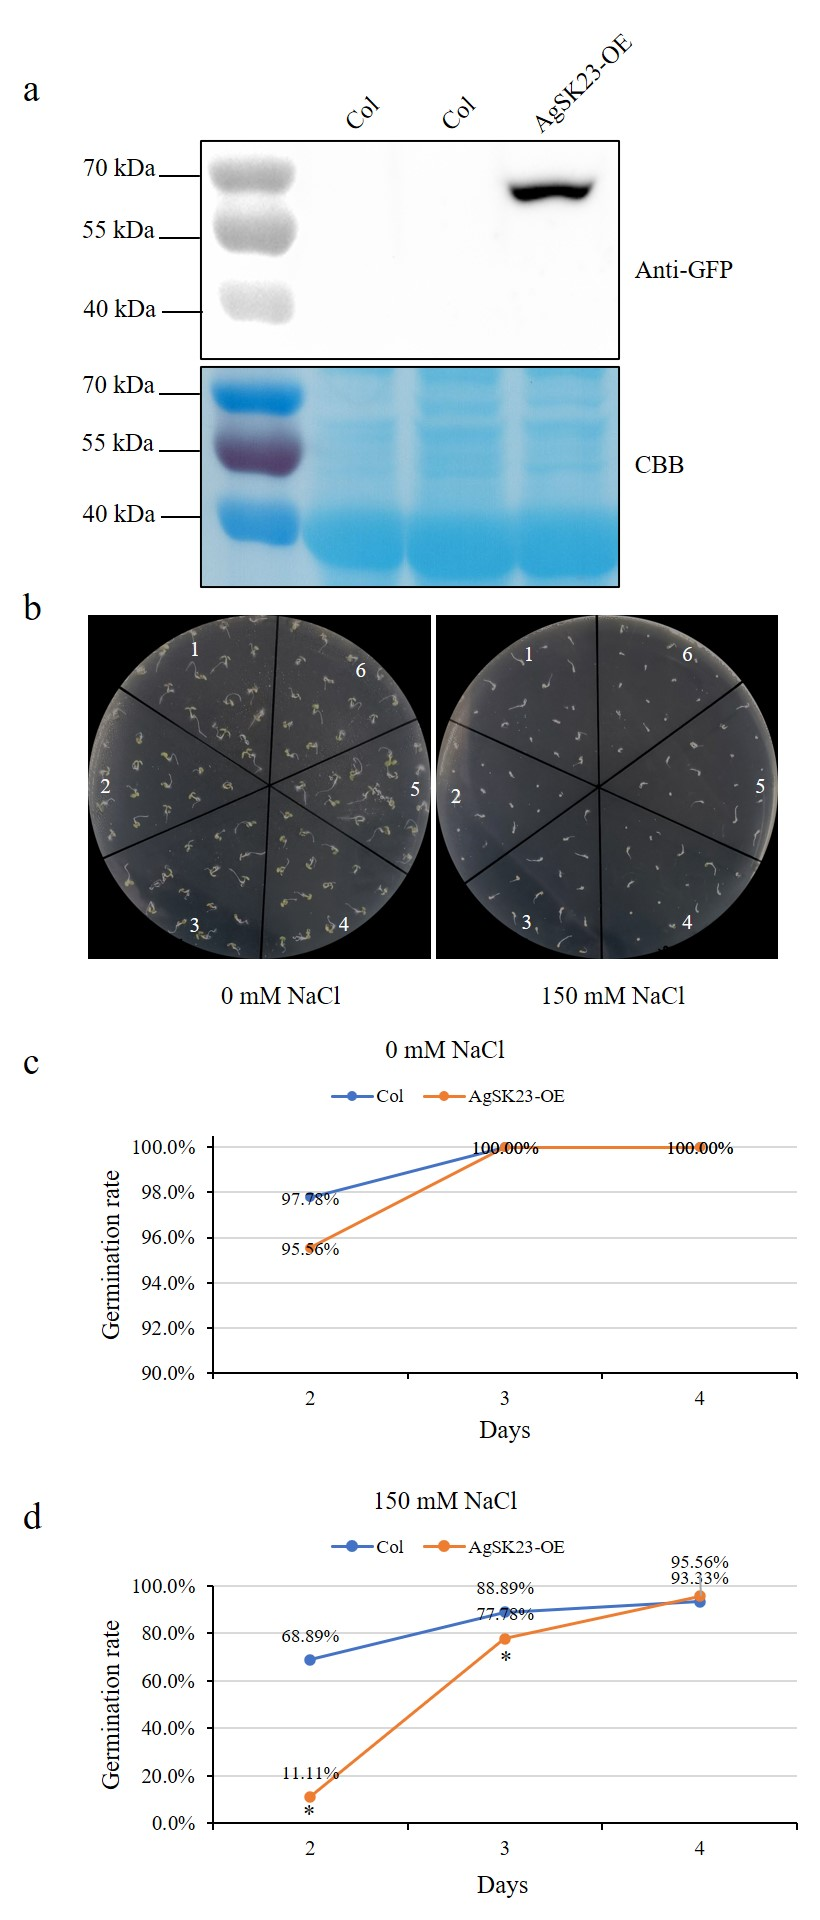 a
Col
Col
AgSK23-OE
70 kDa
55 kDa
40 kDa
Anti-GFP
70 kDa
55 kDa
40 kDa
CBB
b
1
6
2
5
3
4
1
6
2
5
3
4
0 mM NaCl
150 mM NaCl
c
0 mM NaCl
Col
AgSK23-OE
Germination rate
100.0%
98.0%
96.0%
94.0%
92.0%
90.0%
97.78%
95.56%
100.00%
100.00%
2
3
4
Days
d
150 mM NaCl
Col
AgSK23-OE
Germination rate
100.0%
80.0%
60.0%
40.0%
20.0%
0.0%
68.89%
11.11%
*
88.89%
77.78%
*
95.56%
93.33%
2
3
4
Days